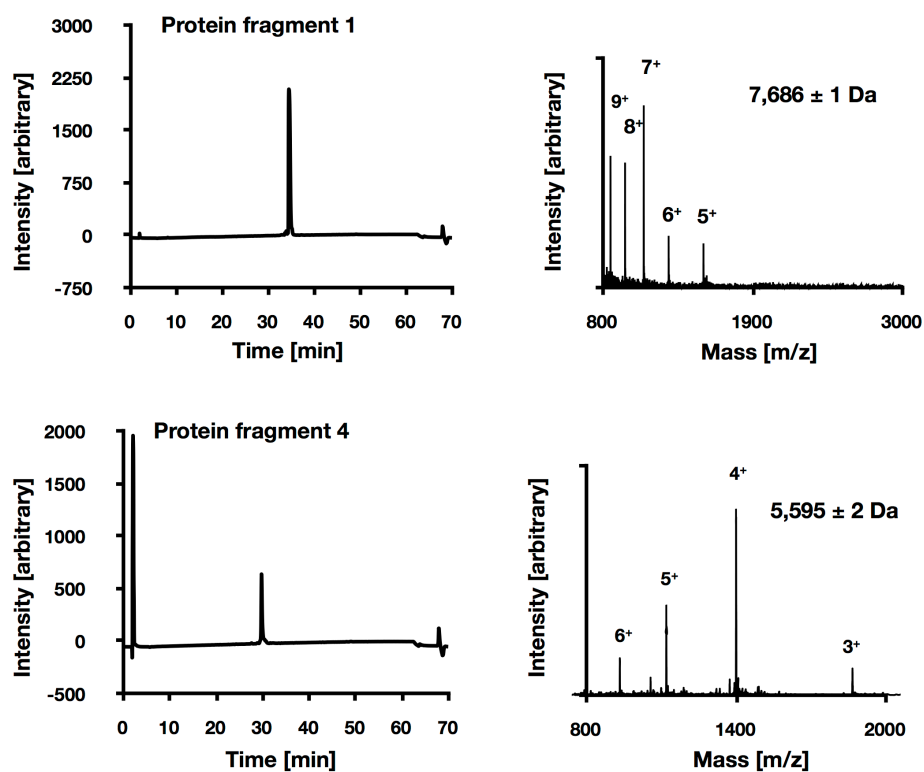 Protein fragment 1
3000
2250
1500
750
0
-750
Intensity [arbitrary]
0 10 20 30 40 50 60 70
Time [min]
7+
9+
8+
6+
5+
7,686 ± 1 Da
Intensity [arbitrary]
800 1900 3000
Mass [m/z]
Protein fragment 4
2000
1500
1000
500
0
-500
Intensity [arbitrary]
0 10 20 30 40 50 60 70
Time [min]
4+
5,595 ± 2 Da
5+
6+
3+
Intensity [arbitrary]
800 1400 2000
Mass [m/z]